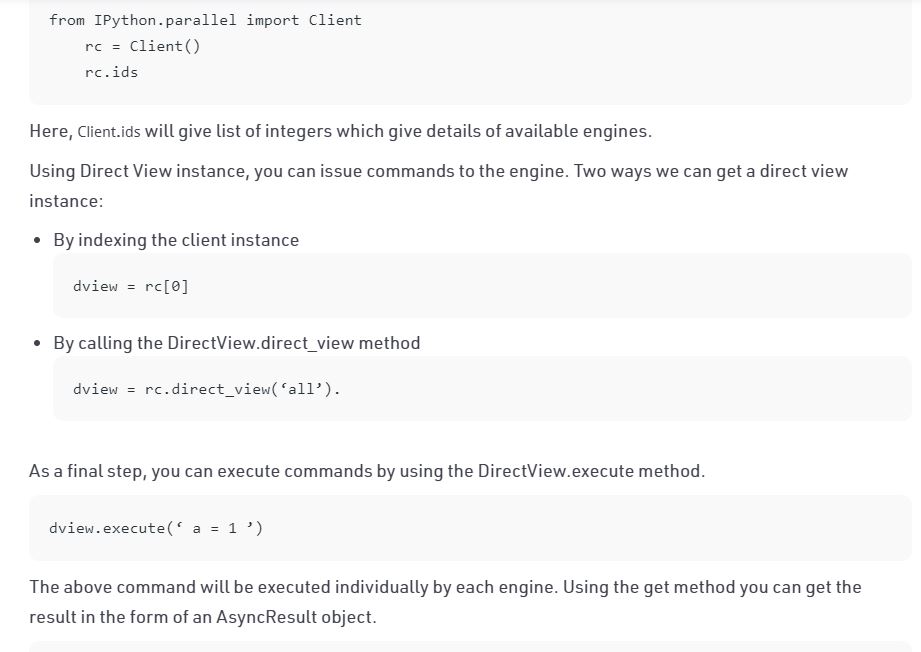 from IPython.parallel import Client
rc = Client()
rc.ids
Here, Client.ids will give list of integers which give details of available engines.
Using Direct View instance, you can issue commands to the engine. Two ways we can get a direct view
instance:
• By indexing the client instance
dview = rc[0]
• By calling the DirectView.direct_view method
dview = rc.direct_view(‘all’).
As a final step, you can execute commands by using the DirectView.execute method.
dview.execute(‘ a = 1 ’)
The above command will be executed individually by each engine. Using the get method you can get the
result in the form of an AsyncResult object.